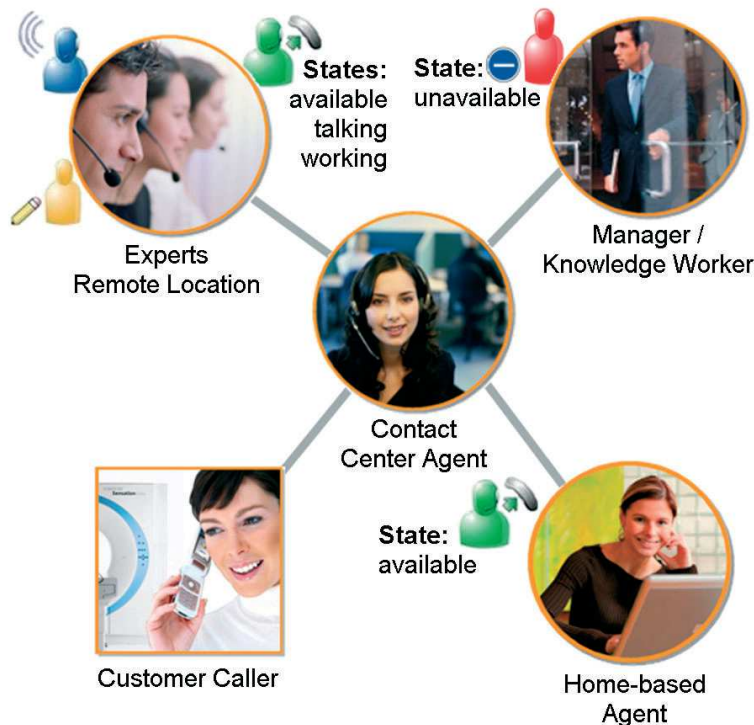 States:
available
talking
working
State:
unavailable
Experts
Remote Location
Manager /
Knowledge Worker
Contact
Center Agent
State:
available
Customer Caller
Home-based
Agent